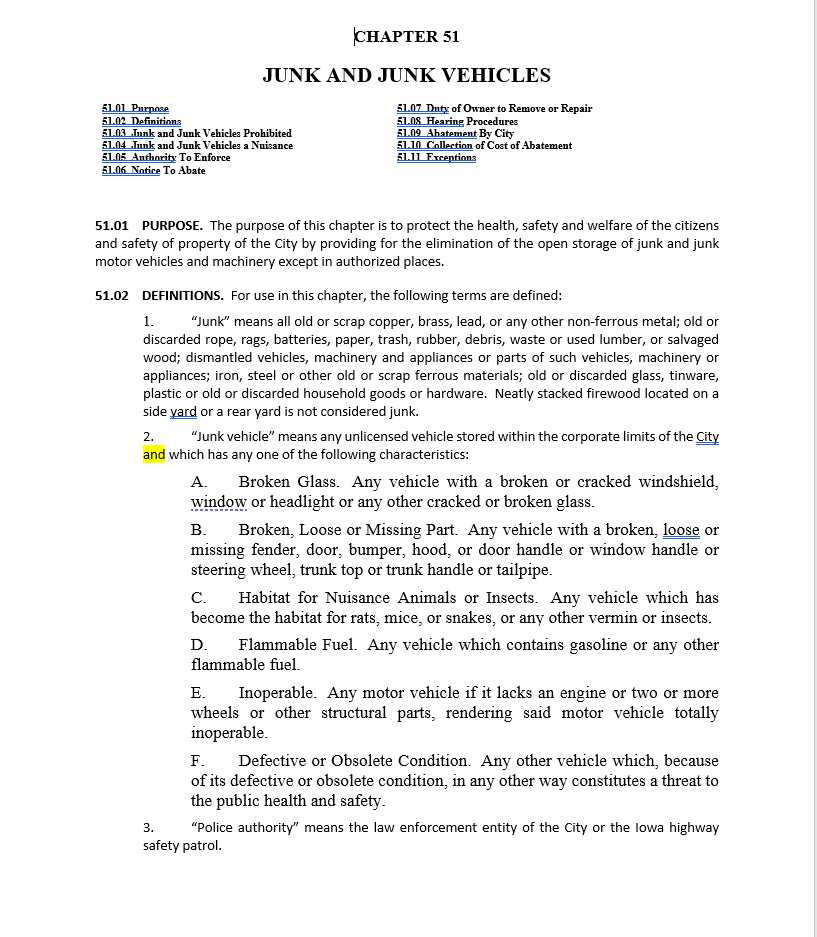 CHAPTER 51
JUNK AND JUNK VEHICLES
51.01 Purpose
51.02 Definitions
51.03 Junk and Junk Vehicles Prohibited
51.04 Junk and Junk Vehicles a Nuisance
51.05 Authority To Enforce
51.06 Notice To Abate
51.07 Duty of Owner to Remove or Repair
51.08 Hearing Procedures
51.09 Abatement By City
51.10 Collection of Cost of Abatement
51.11 Exceptions
51.01 PURPOSE. The purpose of this chapter is to protect the health, safety and welfare of the citizens
and safety of property of the City by providing for the elimination of the open storage of junk and junk
motor vehicles and machinery except in authorized places.
51.02 DEFINITIONS. For use in this chapter, the following terms are defined:
1. “Junk” means all old or scrap copper, brass, lead, or any other non-ferrous metal; old or
discarded rope, rags, batteries, paper, trash, rubber, debris, waste or used lumber, or salvaged
wood; dismantled vehicles, machinery and appliances or parts of such vehicles, machinery or
appliances; iron, steel or other old or scrap ferrous materials; old or discarded glass, tinware,
plastic or old or discarded household goods or hardware. Neatly stacked firewood located on a
side yard or a rear yard is not considered junk.
2. “Junk vehicle” means any unlicensed vehicle stored within the corporate limits of the City
and which has any one of the following characteristics:
A. Broken Glass. Any vehicle with a broken or cracked windshield,
window or headlight or any other cracked or broken glass.
B. Broken, Loose or Missing Part. Any vehicle with a broken, loose or
missing fender, door, bumper, hood, or door handle or window handle or
steering wheel, trunk top or trunk handle or tailpipe.
C. Habitat for Nuisance Animals or Insects. Any vehicle which has
become the habitat for rats, mice, or snakes, or any other vermin or insects.
D. Flammable Fuel. Any vehicle which contains gasoline or any other
flammable fuel.
E. Inoperable. Any motor vehicle if it lacks an engine or two or more
wheels or other structural parts, rendering said motor vehicle totally
inoperable.
F. Defective or Obsolete Condition. Any other vehicle which, because
of its defective or obsolete condition, in any other way constitutes a threat to
the public health and safety.
3. “Police authority” means the law enforcement entity of the City or the Iowa highway
safety patrol.